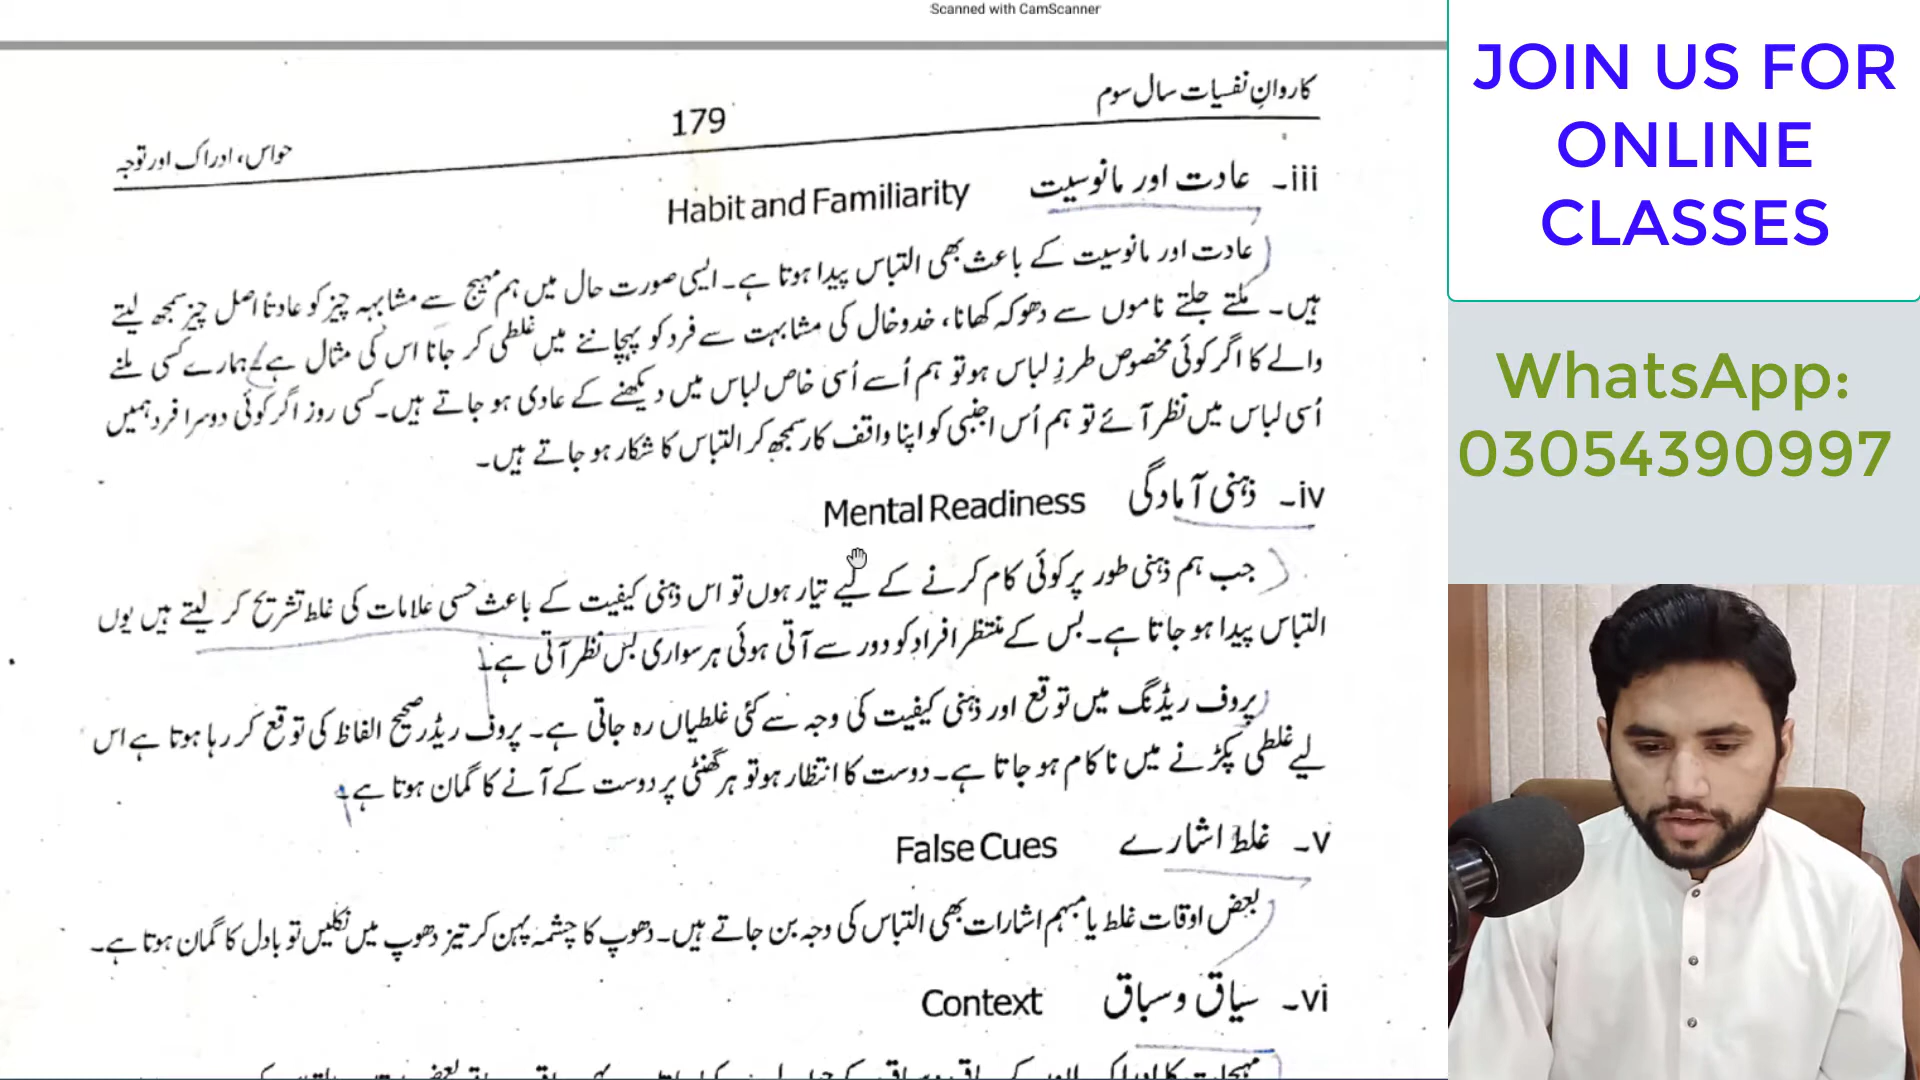 Scanned with CamScanner
کاروانِ نفسیات سال سوم
179
حواس، ادراک اور توجہ
iii۔ عادت اور مانوسیت Habit and Familiarity
عادت اور مانوسیت کے باعث بھی التباس پیدا ہوتا ہے۔ ایسی صورت حال میں ہم مہیج سے مشابہہ چیز کو عادتاً اصل چیز سمجھ لیتے
ہیں۔ ملتے جلتے ناموں سے دھوکہ کھانا، خدوخال کی مشابہت سے فرد کو پہچاننے میں غلطی کر جانا اس کی مثال ہے۔ ہمارے کسی ملنے
والے کا اگر کوئی مخصوص طرزِ لباس ہو تو ہم اُسے اُسی خاص لباس میں دیکھنے کے عادی ہو جاتے ہیں۔ کسی روز اگر کوئی دوسرا فرد ہمیں
اُسی لباس میں نظر آئے تو ہم اُس اجنبی کو اپنا واقف کار سمجھ کر التباس کا شکار ہو جاتے ہیں۔
iv۔ ذہنی آمادگی Mental Readiness
جب ہم ذہنی طور پر کوئی کام کرنے کے لیے تیار ہوں تو اس ذہنی کیفیت کے باعث حسی علامات کی غلط تشریح کر لیتے ہیں یوں
التباس پیدا ہو جاتا ہے۔ بس کے منتظر افراد کو دور سے آتی ہوئی ہر سواری بس نظر آتی ہے۔
پروف ریڈنگ میں توقع اور ذہنی کیفیت کی وجہ سے کئی غلطیاں رہ جاتی ہے۔ پروف ریڈر صحیح الفاظ کی توقع کر رہا ہوتا ہے اس
لیے غلطی پکڑنے میں ناکام ہو جاتا ہے۔ دوست کا انتظار ہو تو ہر گھنٹی پر دوست کے آنے کا گمان ہوتا ہے۔
v۔ غلط اشارے False Cues
بعض اوقات غلط یا مبہم اشارات بھی التباس کی وجہ بن جاتے ہیں۔ دھوپ کا چشمہ پہن کر تیز دھوپ میں نکلیں تو بادل کا گمان ہوتا ہے۔
vi۔ سیاق و سباق Context
JOIN US FOR
ONLINE
CLASSES
WhatsApp:
03054390997